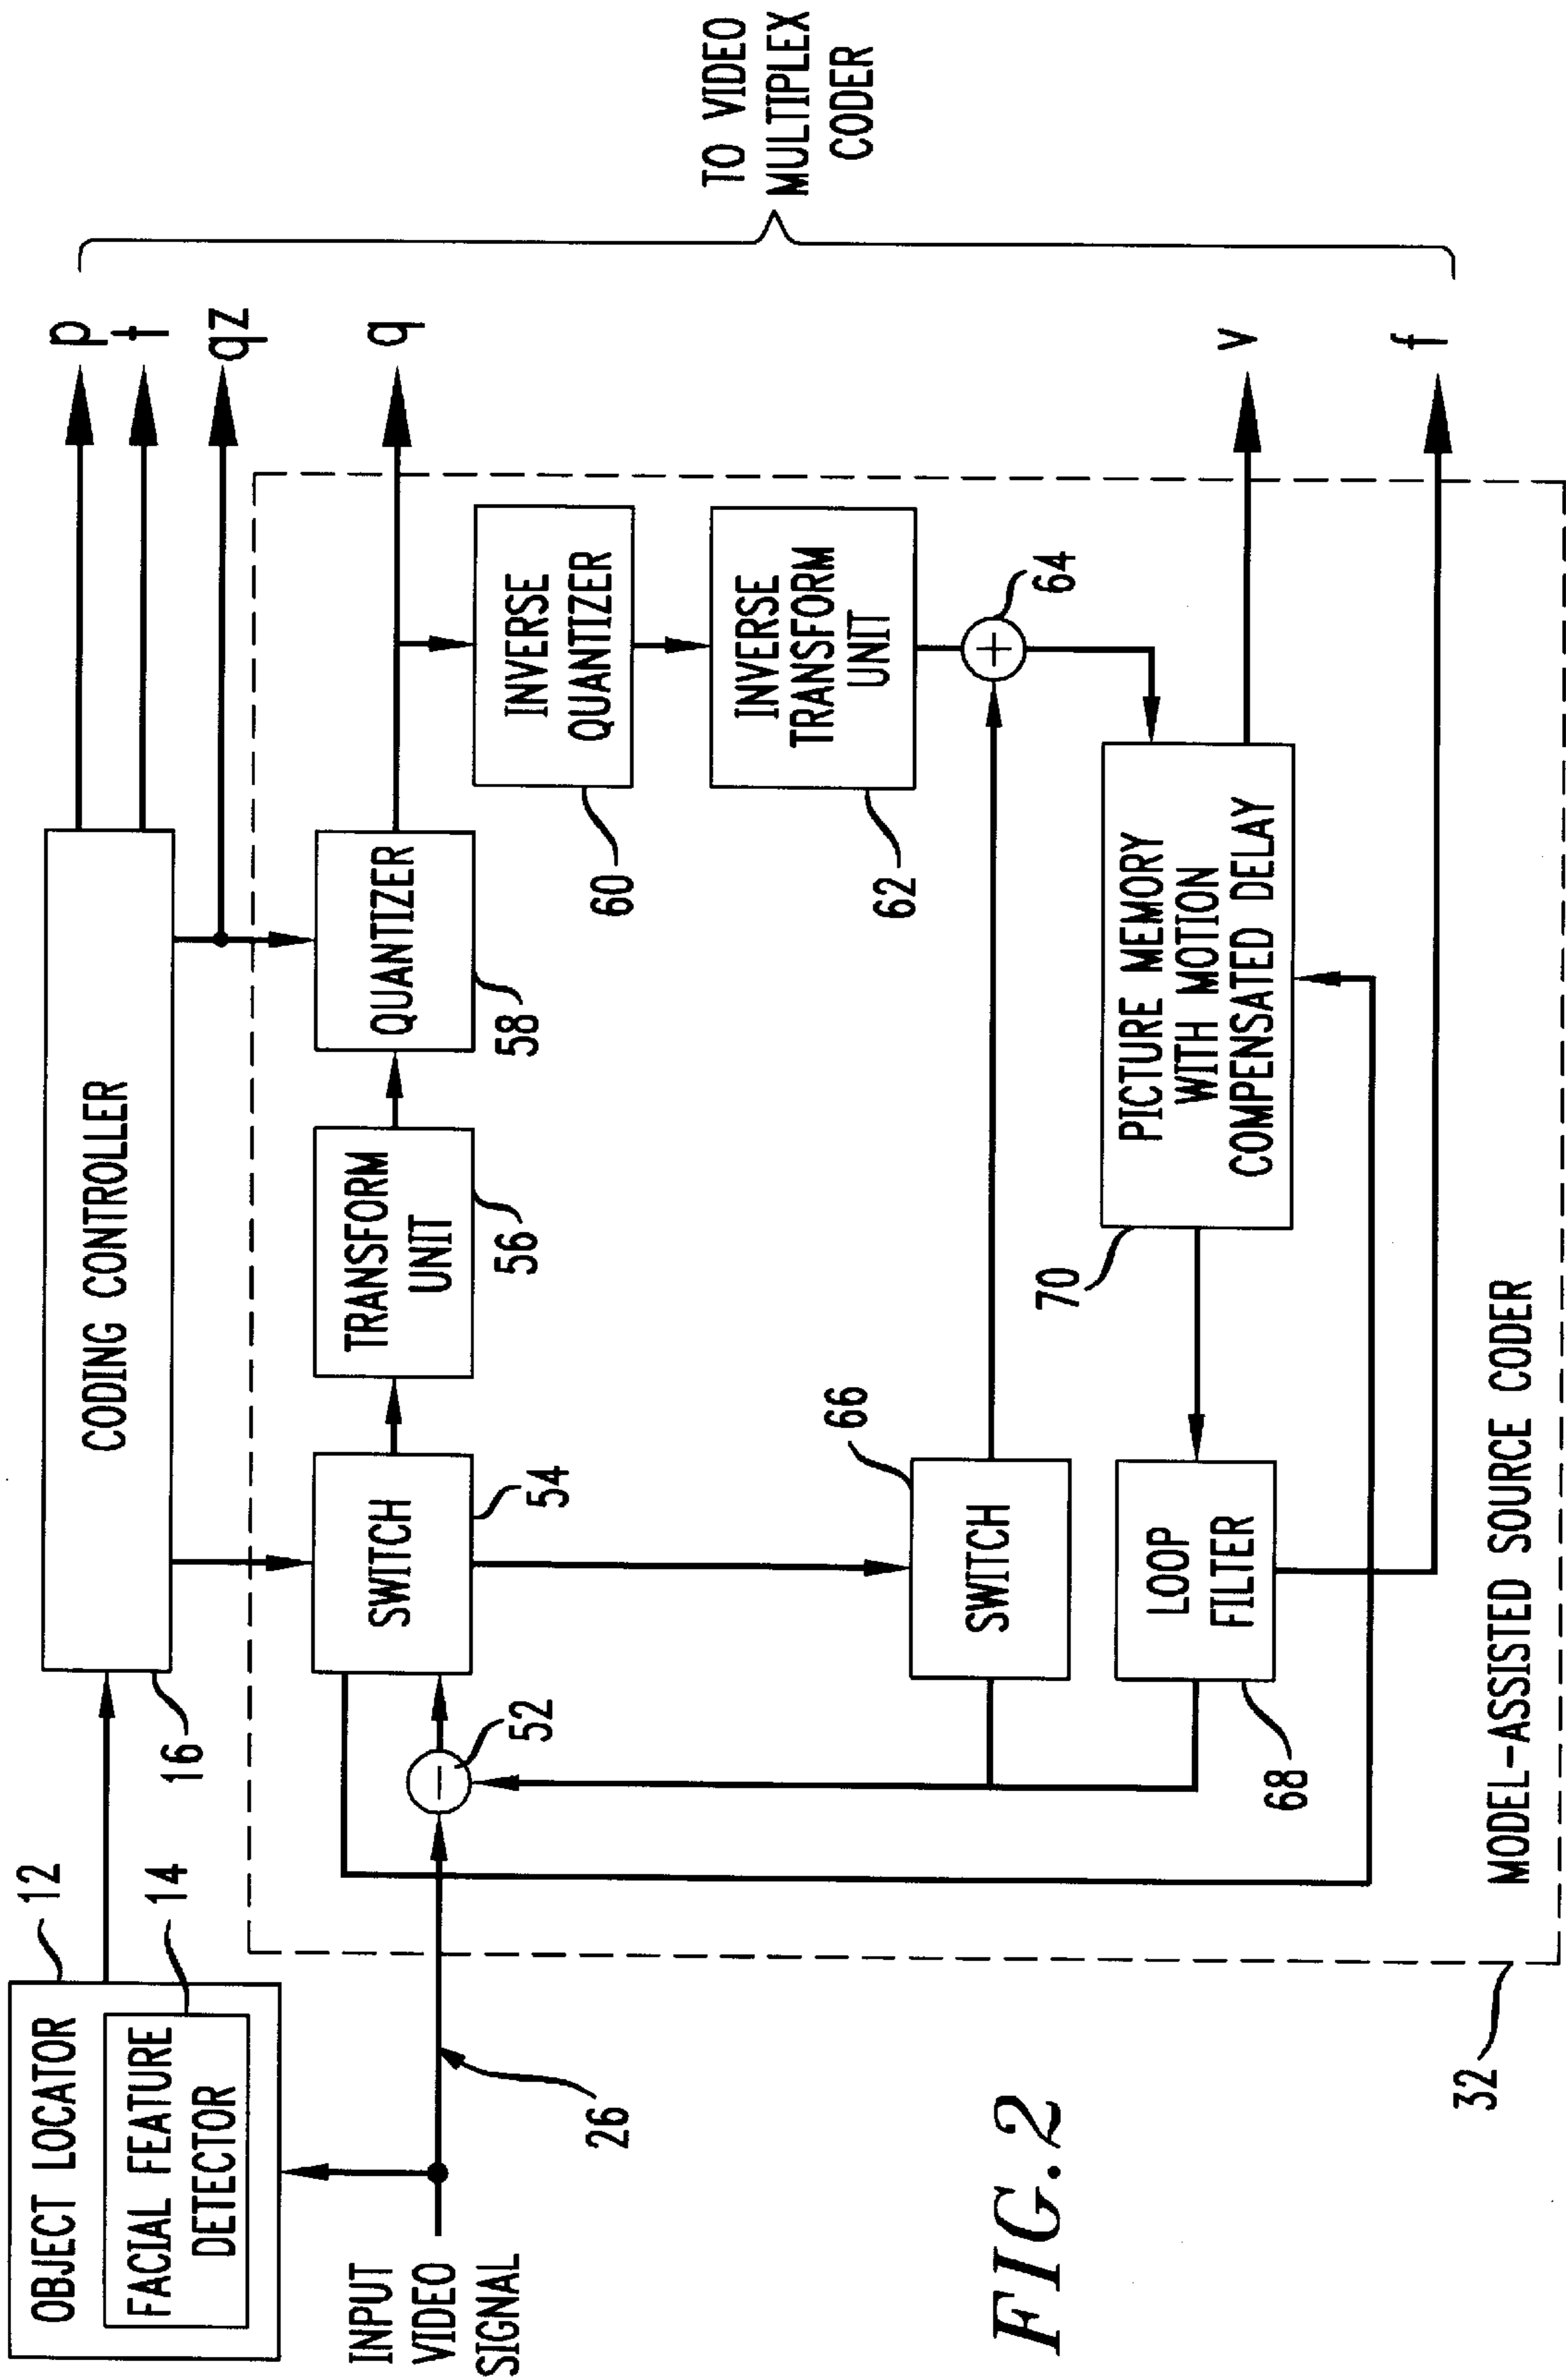 OBJECT LOCATOR
12
FACIAL FEATURE
DETECTOR
14
CODING CONTROLLER
16
p
t
qz
INPUT
VIDEO
SIGNAL
26
52
SWITCH
54
TRANSFORM
UNIT
56
QUANTIZER
58
q
INVERSE
QUANTIZER
60
INVERSE
TRANSFORM
UNIT
62
+
64
SWITCH
66
LOOP
FILTER
68
PICTURE MEMORY
WITH MOTION
COMPENSATED DELAY
70
v
f
TO VIDEO
MULTIPLEX
CODER
MODEL-ASSISTED SOURCE CODER
32
FIG.2